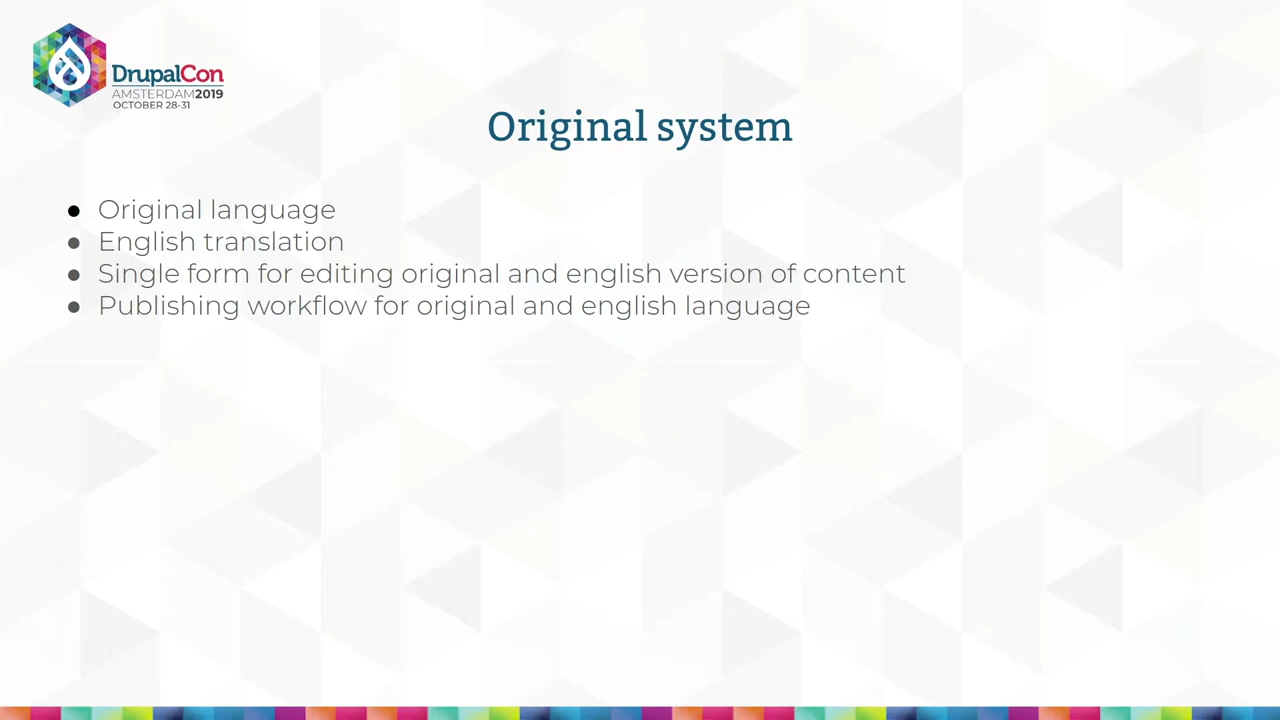 DrupalCon
AMSTERDAM2019
OCTOBER 28-31
Original system
● Original language
● English translation
● Single form for editing original and english version of content
● Publishing workflow for original and english language